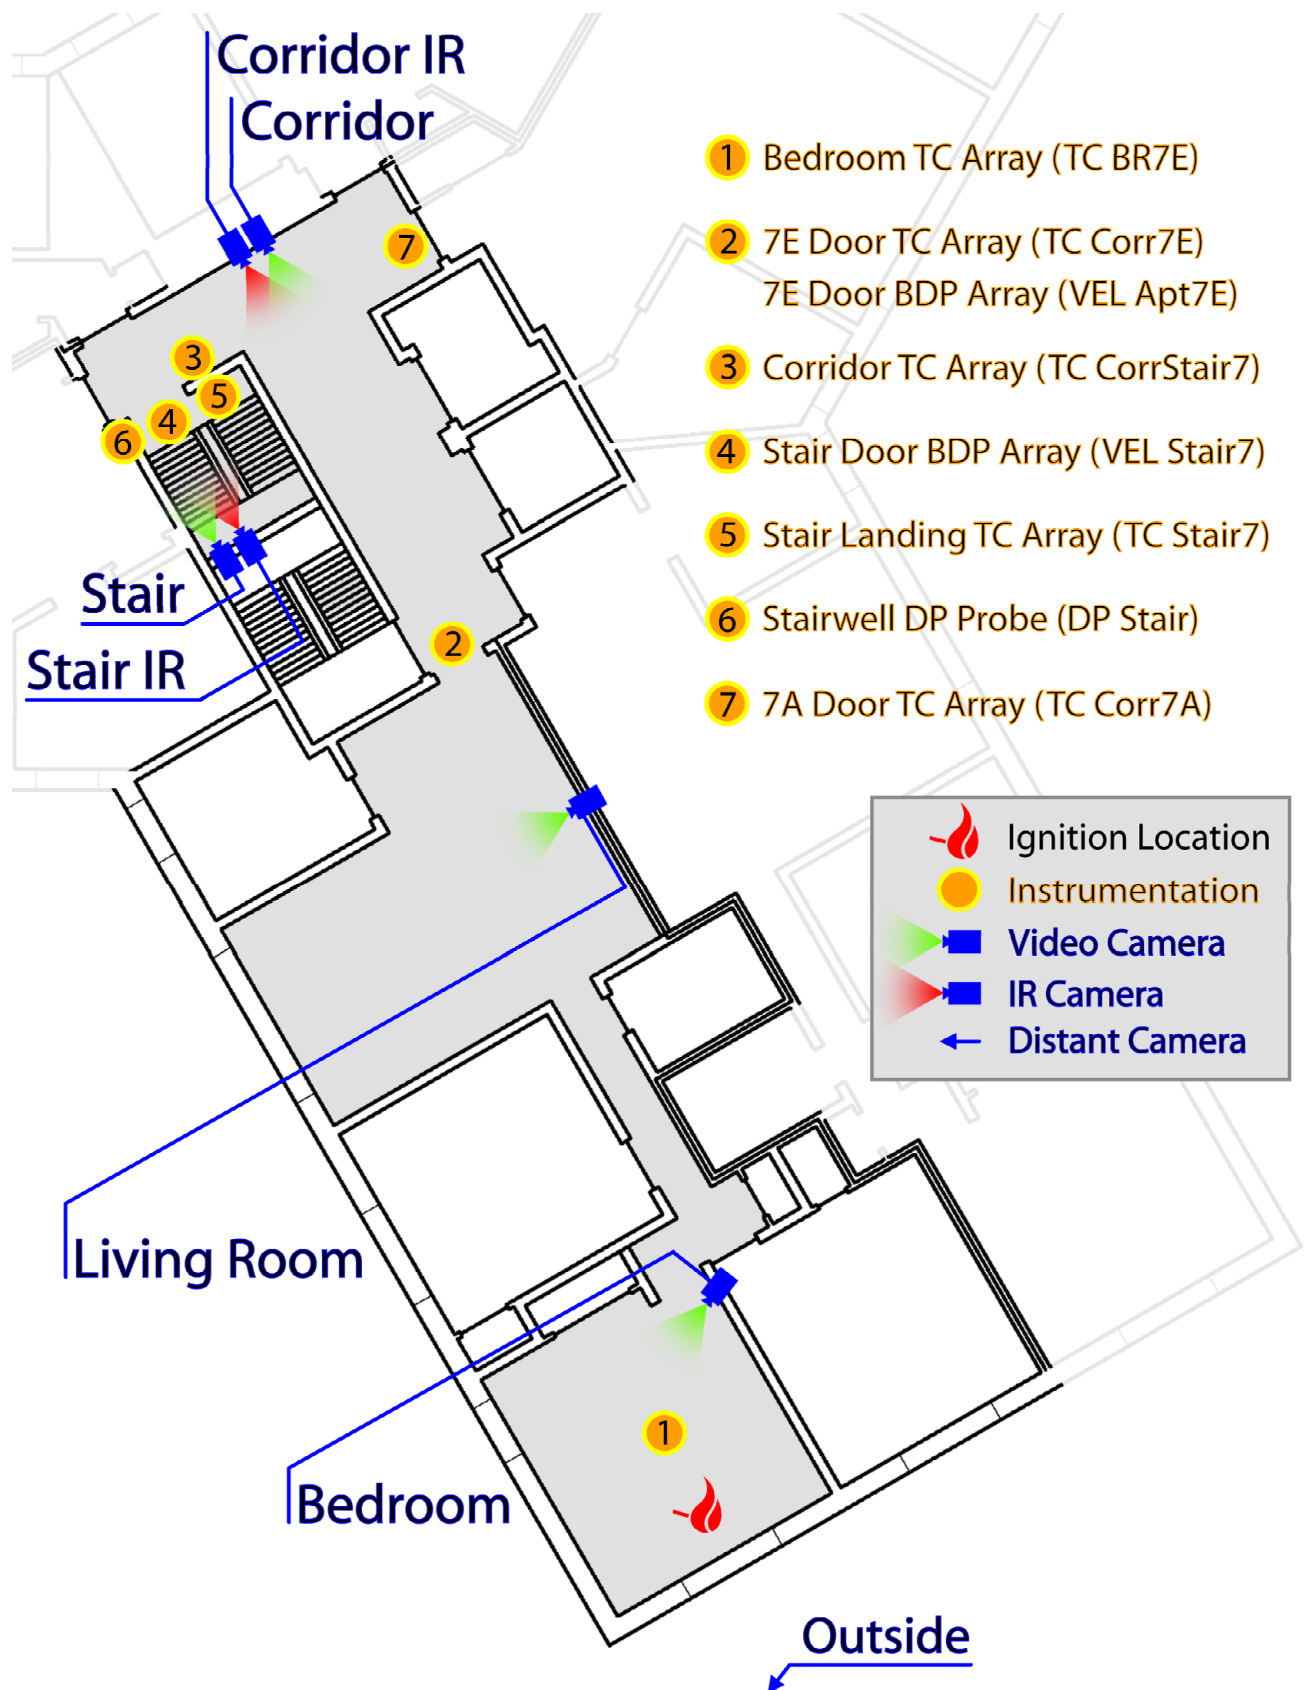 Corridor IR
Corridor
1 Bedroom TC Array (TC BR7E)
2 7E Door TC Array (TC Corr7E)
7E Door BDP Array (VEL Apt7E)
3 Corridor TC Array (TC CorrStair7)
4 Stair Door BDP Array (VEL Stair7)
5 Stair Landing TC Array (TC Stair7)
6 Stairwell DP Probe (DP Stair)
7 7A Door TC Array (TC Corr7A)
7
3
5
4
6
Stair
2
Stair IR
Ignition Location
Instrumentation
Video Camera
IR Camera
Distant Camera
Living Room
1
Bedroom
Outside